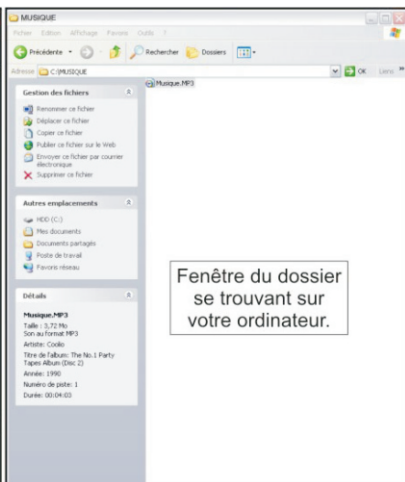 MUSIQUE
Fichier Edition Affichage Favoris Outils ?
Précédente
Rechercher
Dossiers
Adresse
C:\MUSIQUE
OK
Liens »
Gestion des fichiers
Renommer ce fichier
Déplacer ce fichier
Copier ce fichier
Publier ce fichier sur le Web
Envoyer ce fichier par courrier
électronique
Supprimer ce fichier
Autres emplacements
HDD (C:)
Mes documents
Documents partagés
Poste de travail
Favoris réseau
Détails
Musique.MP3
Taille : 3,72 Mo
Son au format MP3
Artiste: Coolio
Titre de l'album: The No.1 Party
Tapes Album (Disc 2)
Année: 1990
Numéro de piste: 1
Durée: 00:04:03
Musique.MP3
Fenêtre du dossier
se trouvant sur
votre ordinateur.